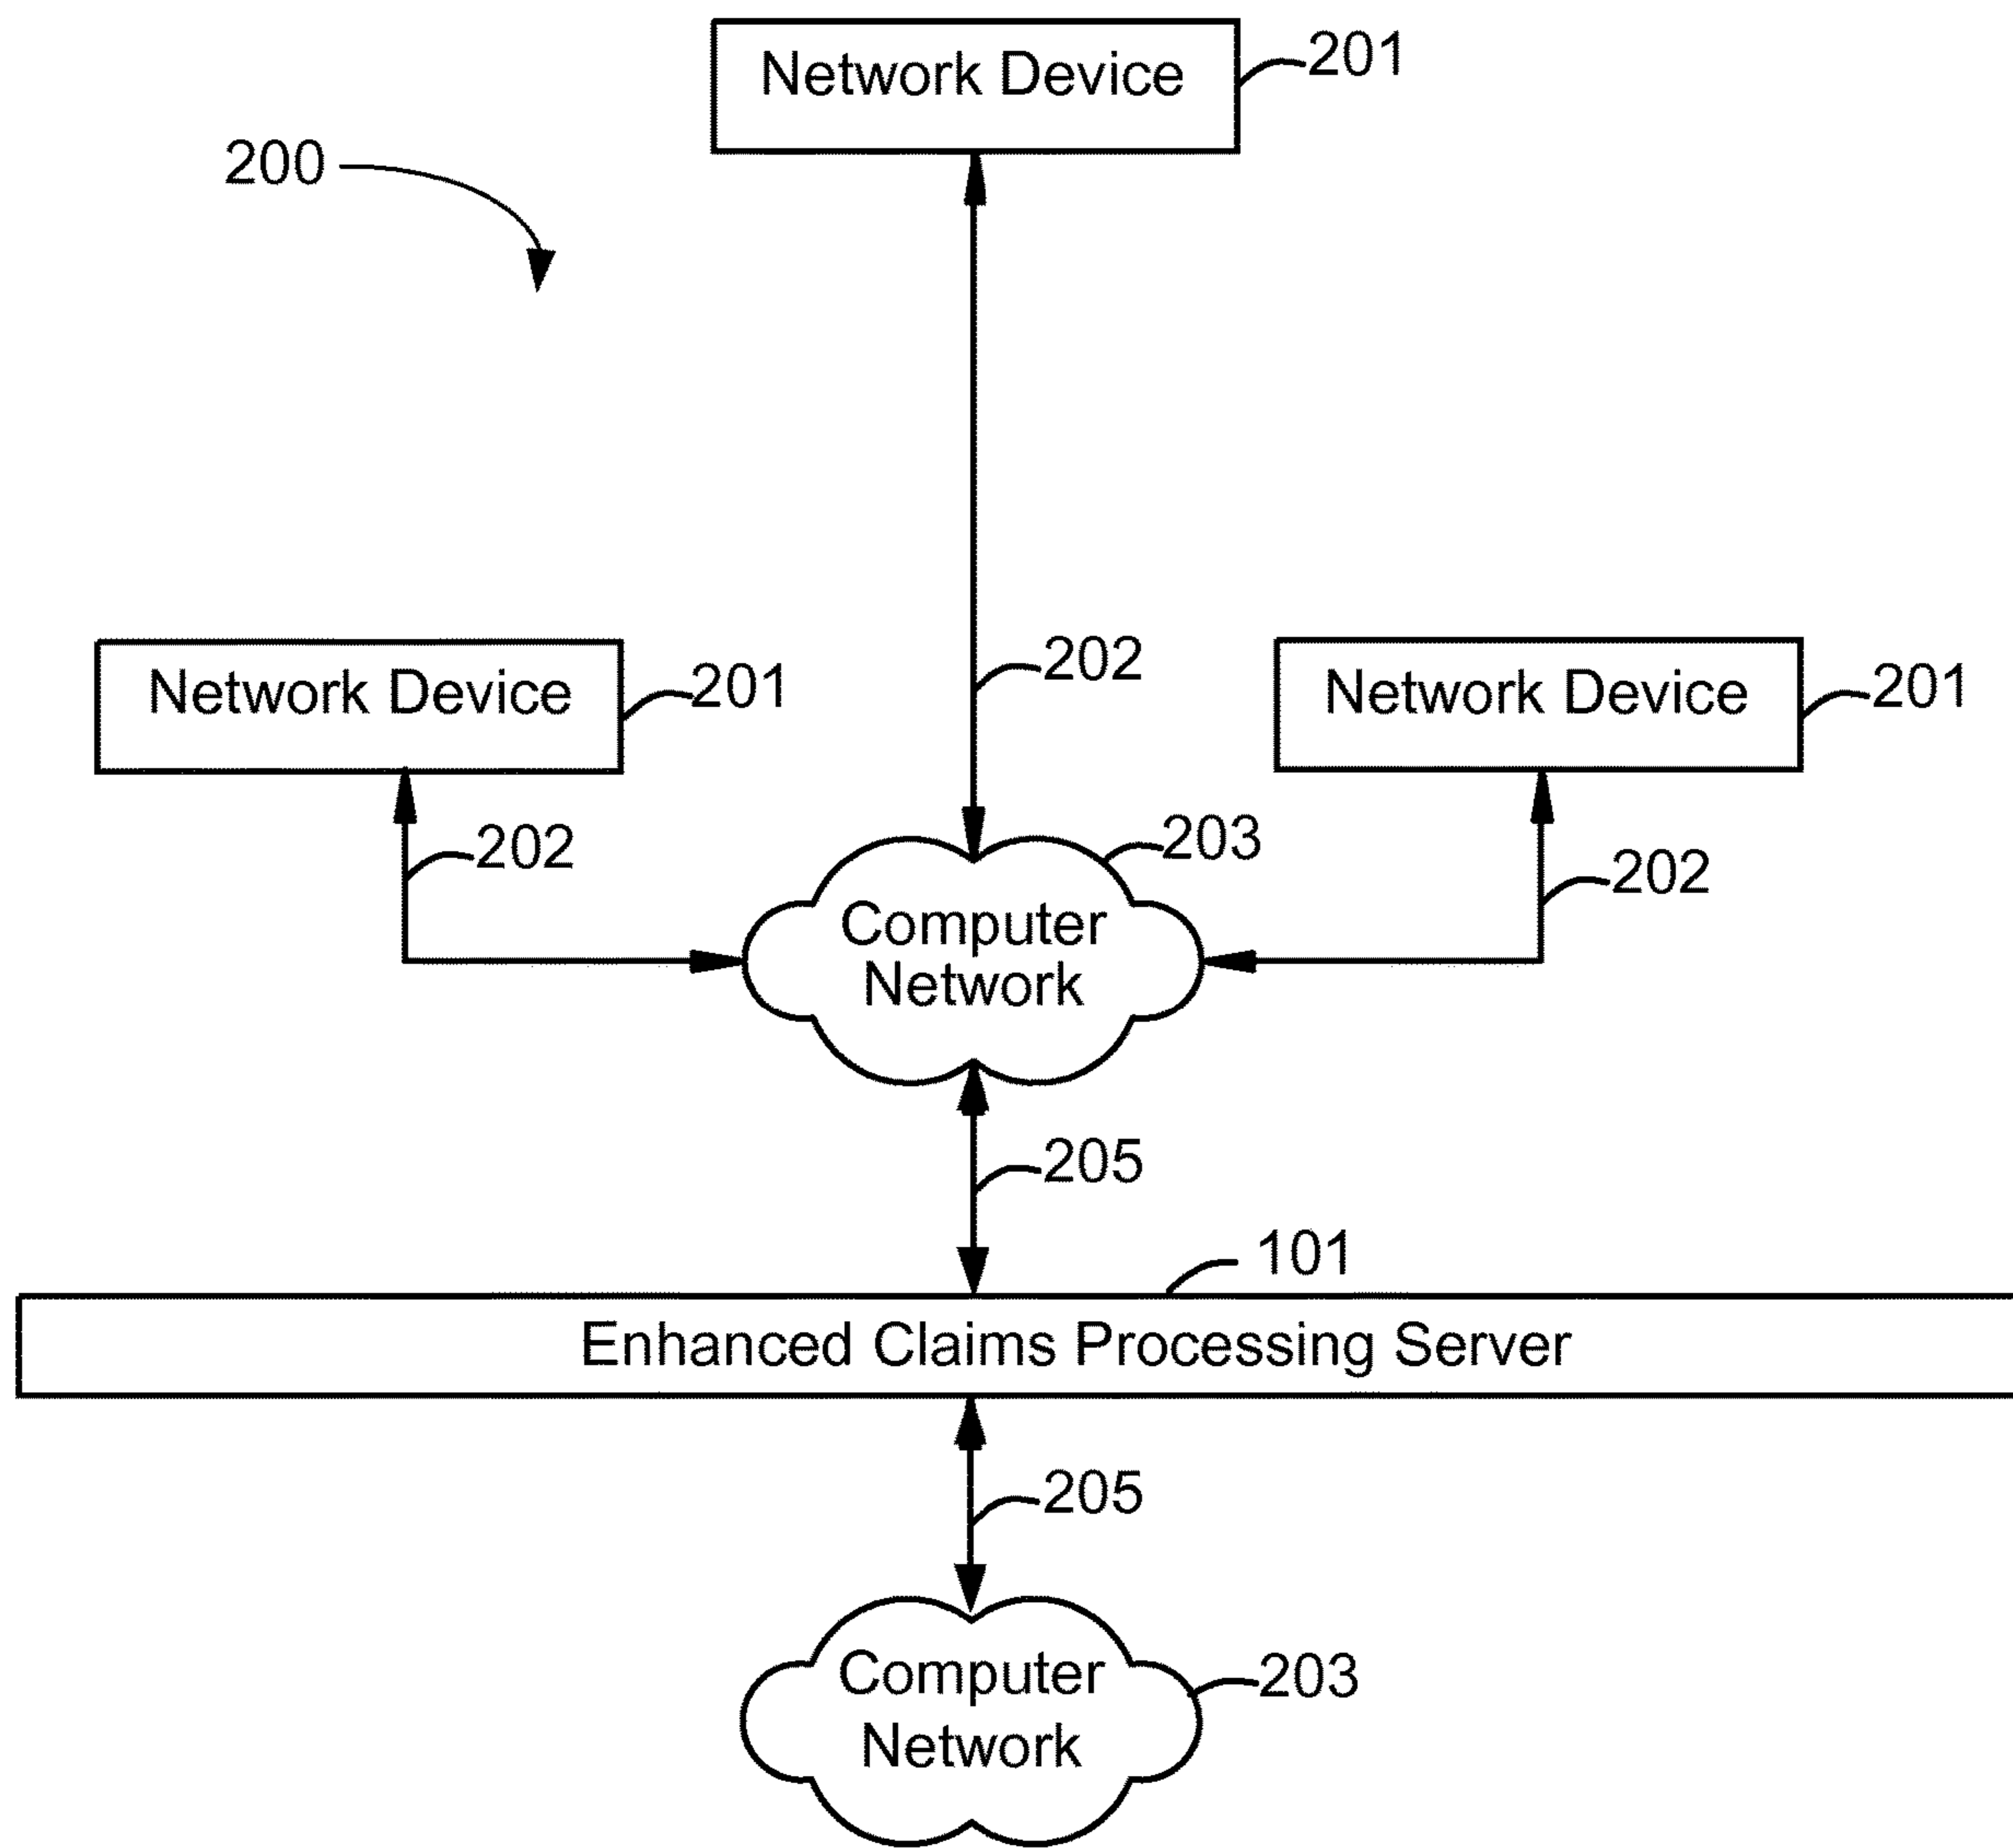 Network Device
201
200
202
Network Device
201
Network Device
201
202
203
202
Computer
Network
205
101
Enhanced Claims Processing Server
205
Computer
Network
203